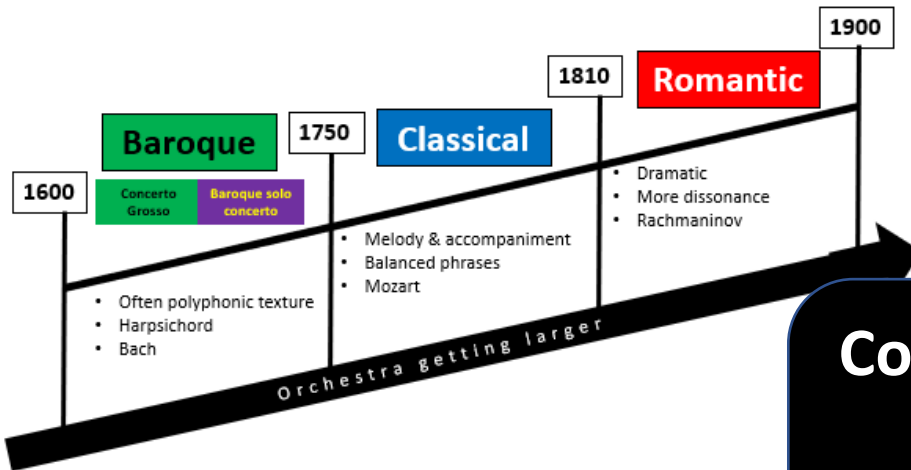 1900
1810
Romantic
1750
Classical
Baroque
1600
Concerto
Grosso
Baroque solo
concerto
• Dramatic
• More dissonance
• Rachmaninov
• Melody & accompaniment
• Balanced phrases
• Mozart
• Often polyphonic texture
• Harpsichord
• Bach
Orchestra getting larger
Co